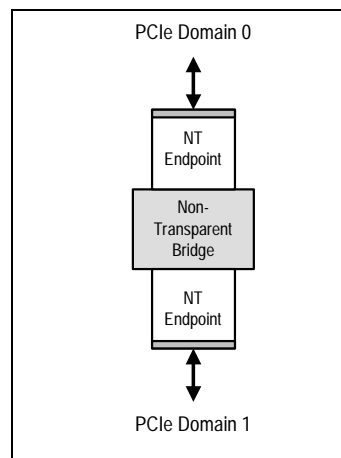 PCIe Domain 0
NT
Endpoint
Non-
Transparent
Bridge
NT
Endpoint
PCIe Domain 1